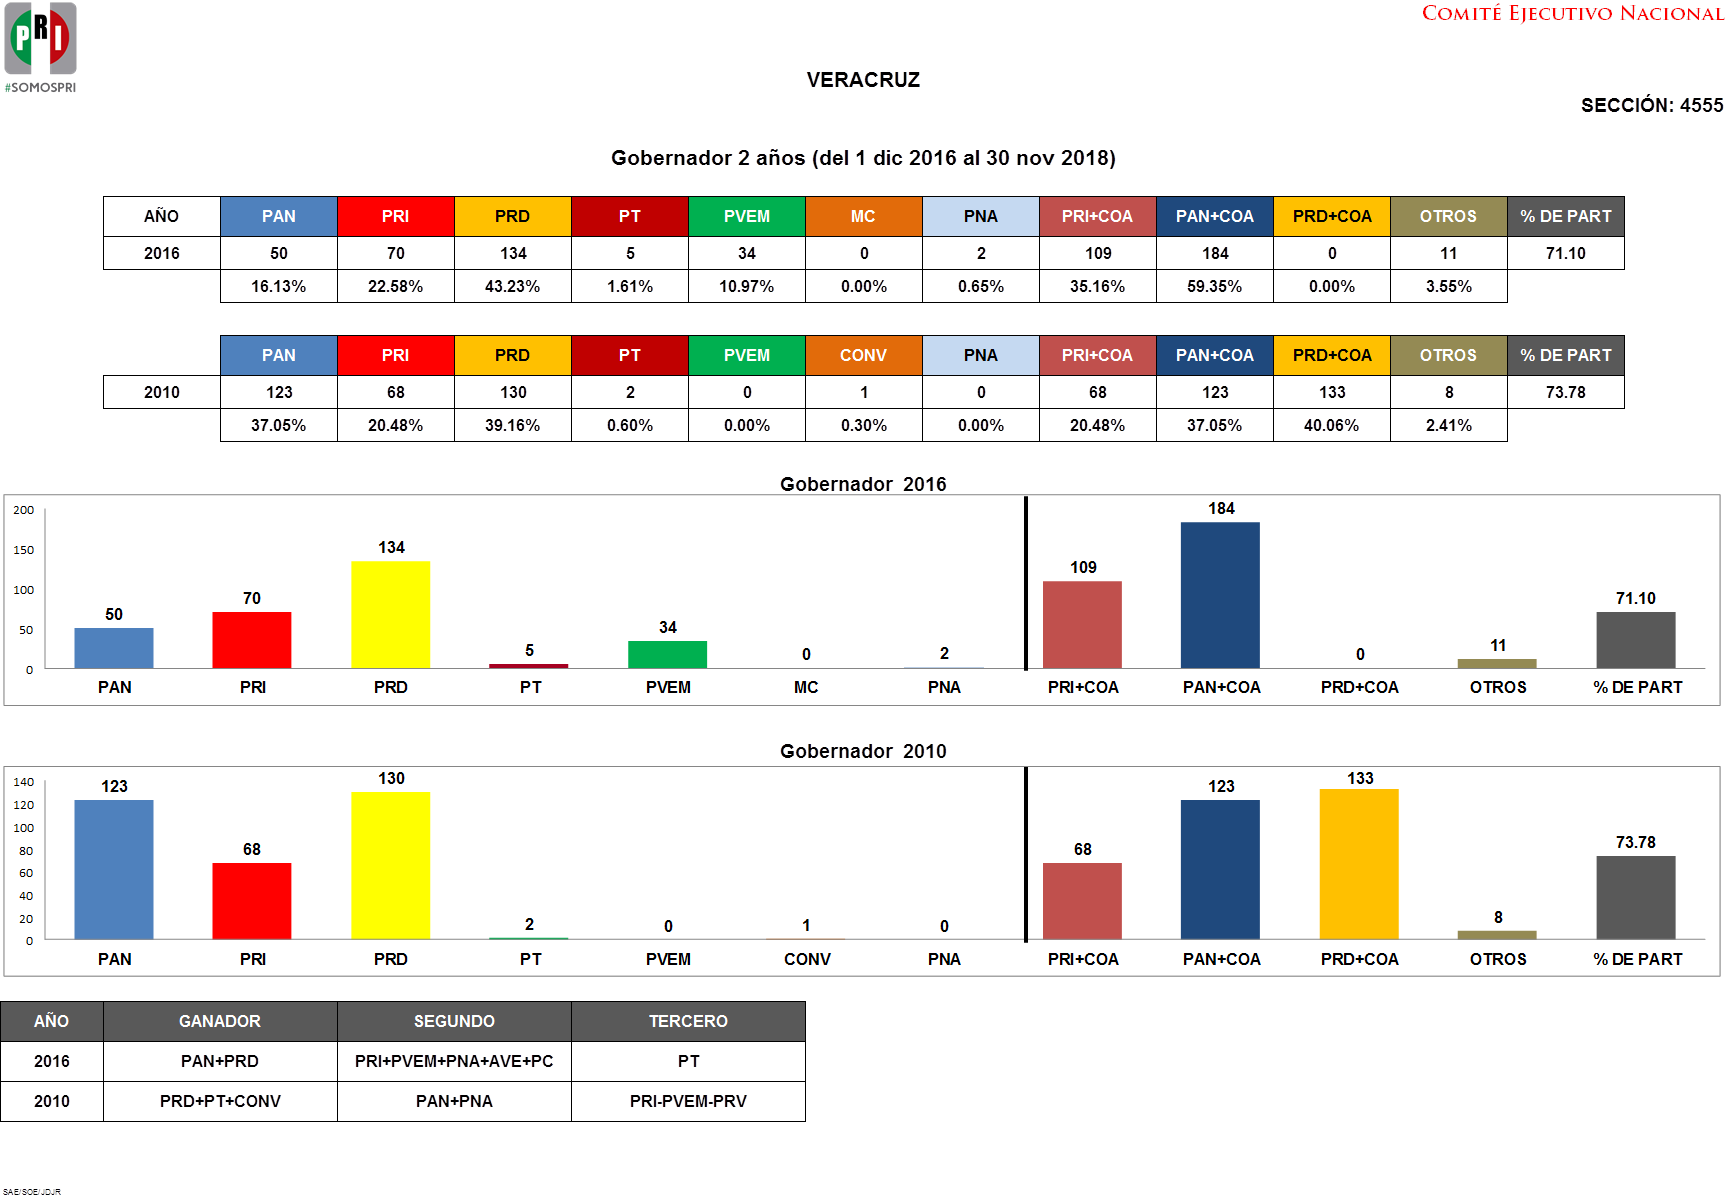 PRI
#SOMOSPRI
COMITÉ EJECUTIVO NACIONAL
VERACRUZ
SECCIÓN: 4555
Gobernador 2 años (del 1 dic 2016 al 30 nov 2018)
AÑO PAN PRI PRD PT PVEM MC PNA PRI+COA PAN+COA PRD+COA OTROS % DE PART
2016 50 70 134 5 34 0 2 109 184 0 11 71.10
16.13% 22.58% 43.23% 1.61% 10.97% 0.00% 0.65% 35.16% 59.35% 0.00% 3.55%
PAN PRI PRD PT PVEM CONV PNA PRI+COA PAN+COA PRD+COA OTROS % DE PART
2010 123 68 130 2 0 1 0 68 123 133 8 73.78
37.05% 20.48% 39.16% 0.60% 0.00% 0.30% 0.00% 20.48% 37.05% 40.06% 2.41%
Gobernador 2016
200
150
100
50
0
50 70 134 5 34 0 2 109 184 0 11 71.10
PAN PRI PRD PT PVEM MC PNA PRI+COA PAN+COA PRD+COA OTROS % DE PART
Gobernador 2010
140
120
100
80
60
40
20
0
123 68 130 2 0 1 0 68 123 133 8 73.78
PAN PRI PRD PT PVEM CONV PNA PRI+COA PAN+COA PRD+COA OTROS % DE PART
AÑO GANADOR SEGUNDO TERCERO
2016 PAN+PRD PRI+PVEM+PNA+AVE+PC PT
2010 PRD+PT+CONV PAN+PNA PRI-PVEM-PRV
SAE/SOE/JDJR